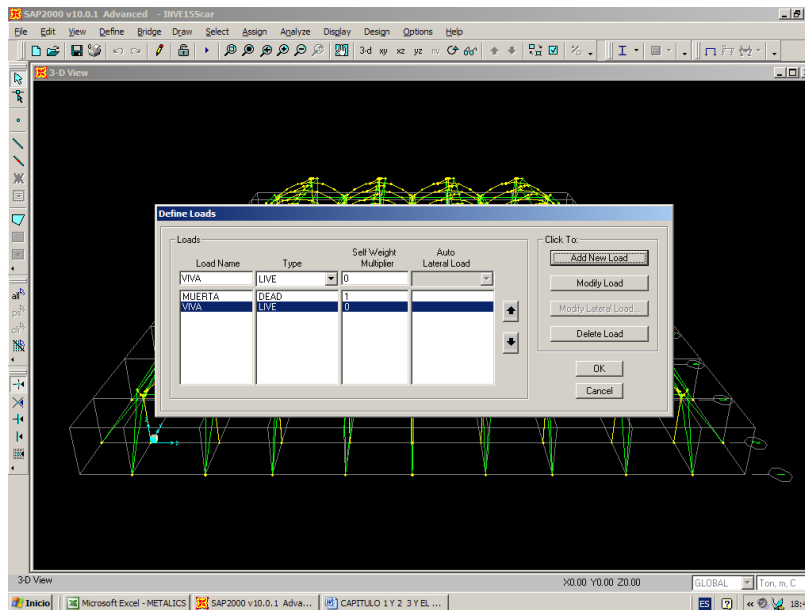 SAP2000 v10.0.1 Advanced - INVE15Scar
File Edit View Define Bridge Draw Select Assign Analyze Display Design Options Help
3-d xy xz yz nv
3-D View
Define Loads
Loads
Load Name Type Self Weight Multiplier Auto Lateral Load
VIVA LIVE 0
MUERTA DEAD 1
VIVA LIVE 0
Click To:
Add New Load
Modify Load
Modify Lateral Load...
Delete Load
OK
Cancel
3-D View X0.00 Y0.00 Z0.00 GLOBAL Ton, m, C
Inicio Microsoft Excel - METALICS SAP2000 v10.0.1 Adva... CAPITULO 1 Y 2 3 Y EL ... ES